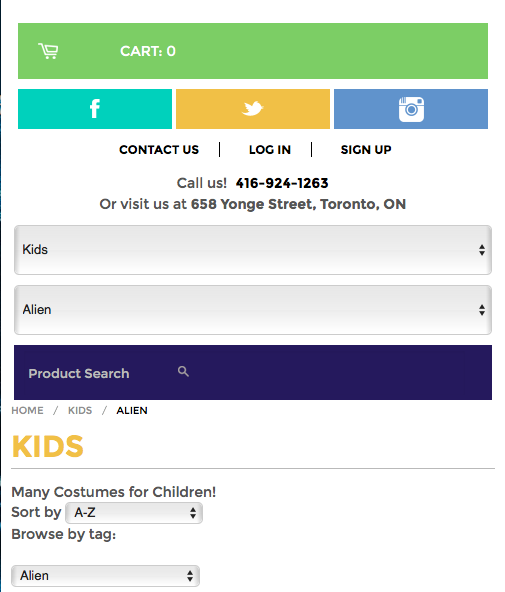 CART: 0
CONTACT US
LOG IN
SIGN UP
Call us! 416-924-1263
Or visit us at 658 Yonge Street, Toronto, ON
Kids
Alien
Product Search
HOME / KIDS / ALIEN
KIDS
Many Costumes for Children!
Sort by A-Z
Browse by tag:
Alien